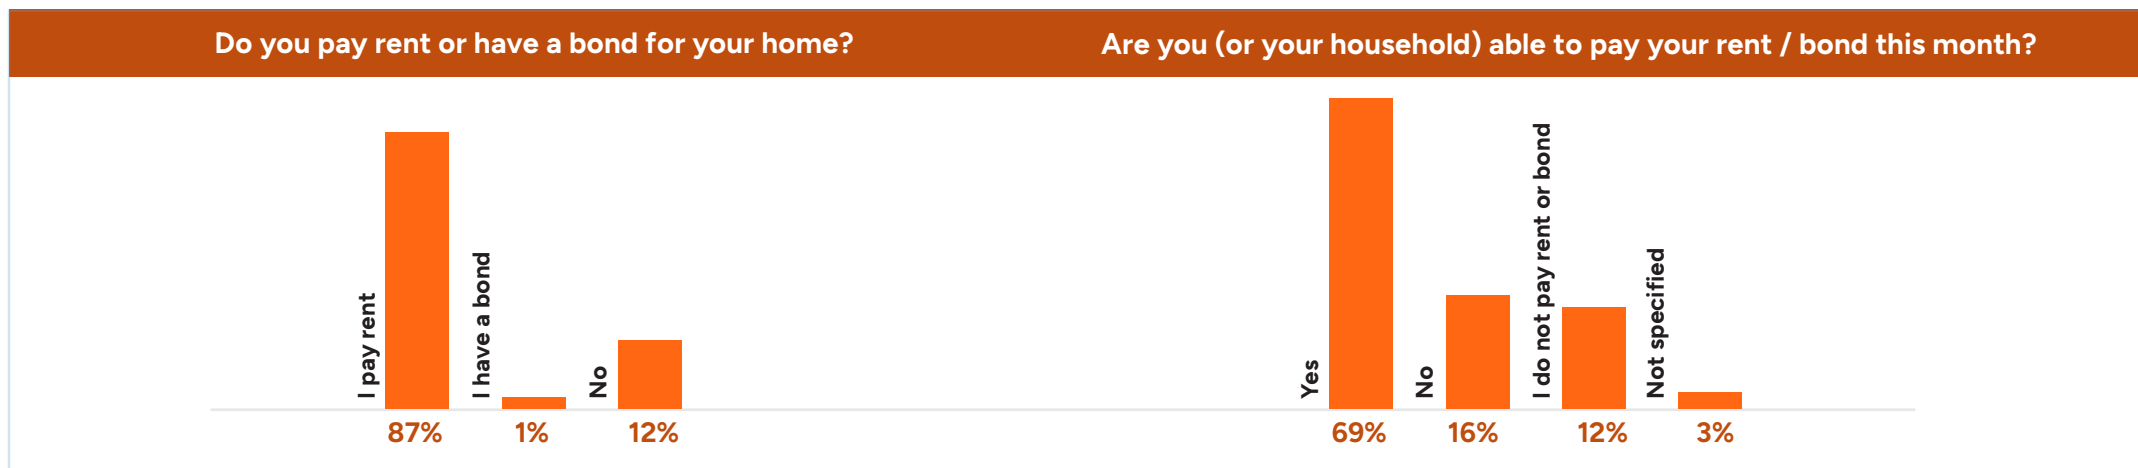 Do you pay rent or have a bond for your home?
I pay rent
I have a bond
No
87%
1%
12%
Are you (or your household) able to pay your rent / bond this month?
Yes
No
I do not pay rent or bond
Not specified
69%
16%
12%
3%